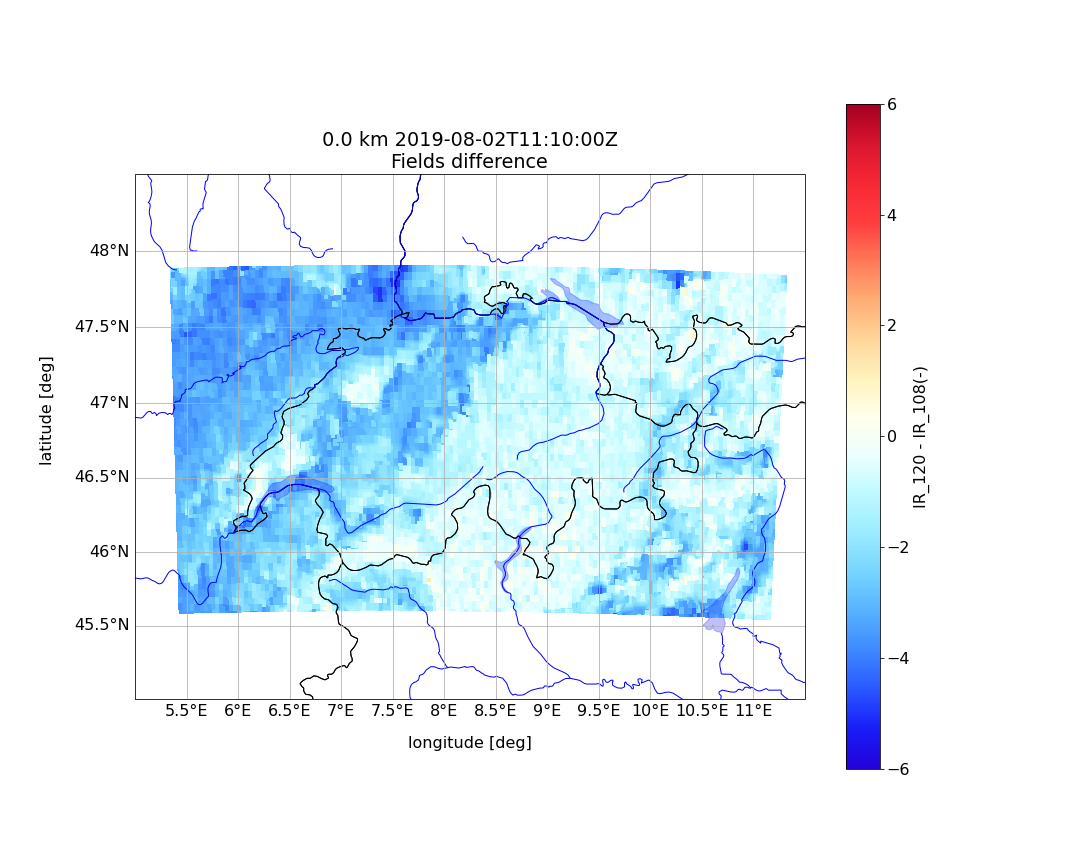 0.0 km 2019-08-02T11:10:00Z
Fields difference
48°N
47.5°N
47°N
46.5°N
46°N
45.5°N
latitude [deg]
5.5°E 6°E 6.5°E 7°E 7.5°E 8°E 8.5°E 9°E 9.5°E 10°E 10.5°E 11°E
longitude [deg]
6
4
2
0
−2
−4
−6
IR_120 - IR_108(-)